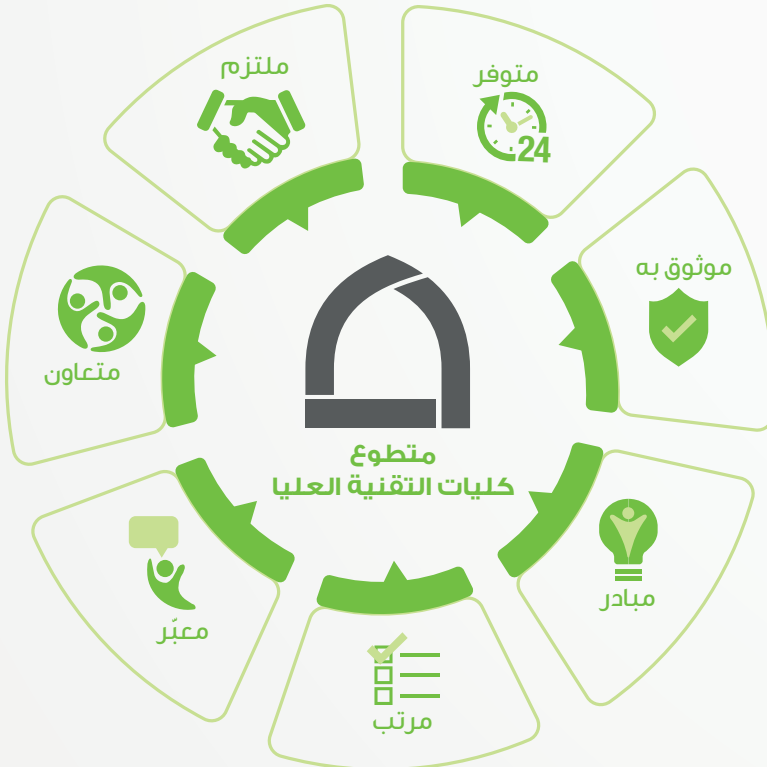 ملتزم
متوفر
24
موثوق به
متعاون
متطوع
كليات التقنية العليا
مبادر
معبّر
مرتب